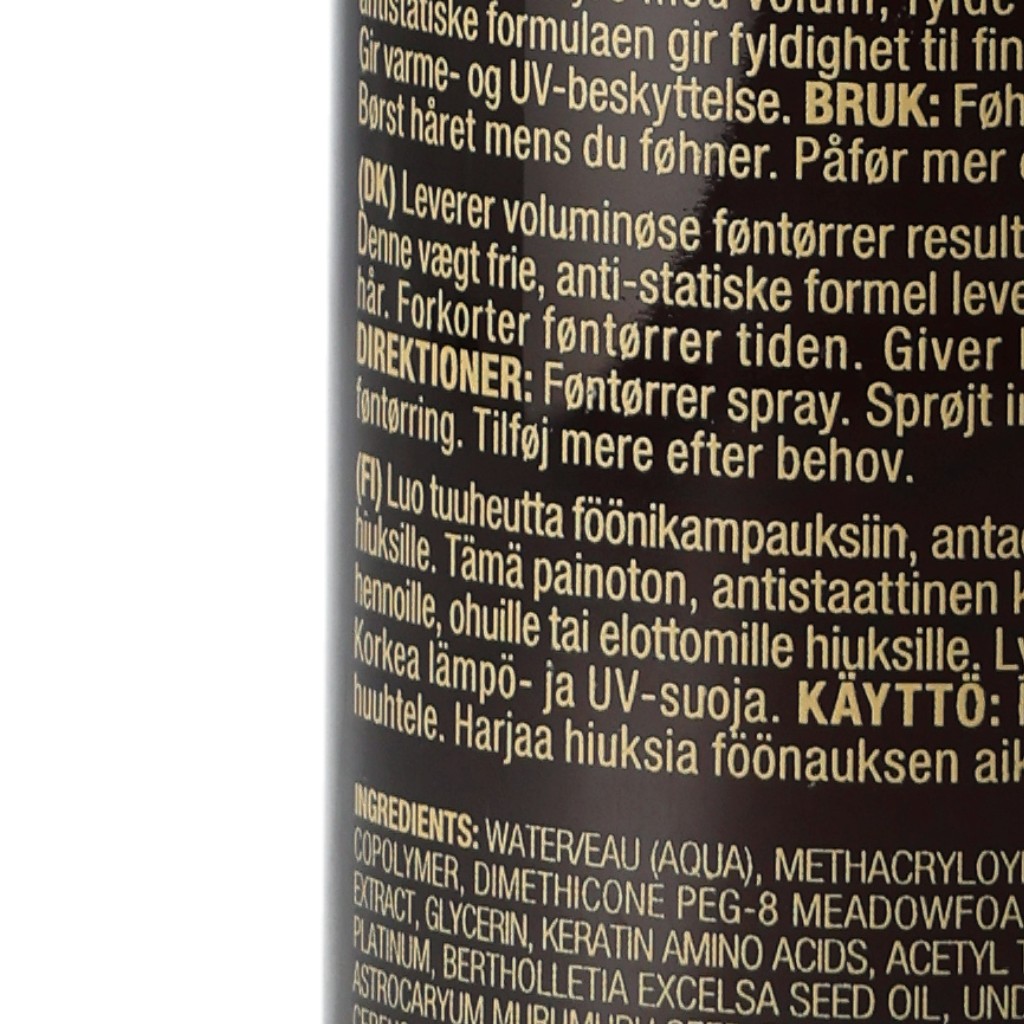 volum, fylde
antistatiske formulaen gir fyldighet til fin
Gir varme- og UV-beskyttelse. BRUK: Føh
Børst håret mens du føhner. Påfør mer
(DK) Leverer voluminøse føntørrer result
Denne vægt frie, anti-statiske formel leve
hår. Forkorter føntørrer tiden. Giver
DIREKTIONER: Føntørrer spray. Sprøjt i
føntørring. Tilføj mere efter behov.
(FI) Luo tuuheutta föönikampauksiin, anta
hiuksille. Tämä painoton, antistaattinen k
hennoille, ohuille tai elottomille hiuksille. Ly
Korkea lämpö- ja UV-suoja. KÄYTTÖ:
huuhtele. Harjaa hiuksia föönauksen aik
INGREDIENTS: WATER/EAU (AQUA), METHACRYLOY
COPOLYMER, DIMETHICONE PEG-8 MEADOWFOA
EXTRACT, GLYCERIN, KERATIN AMINO ACIDS, ACETYL
PLATINUM, BERTHOLLETIA EXCELSA SEED OIL, UND
ASTROCARYUM MURUMURU